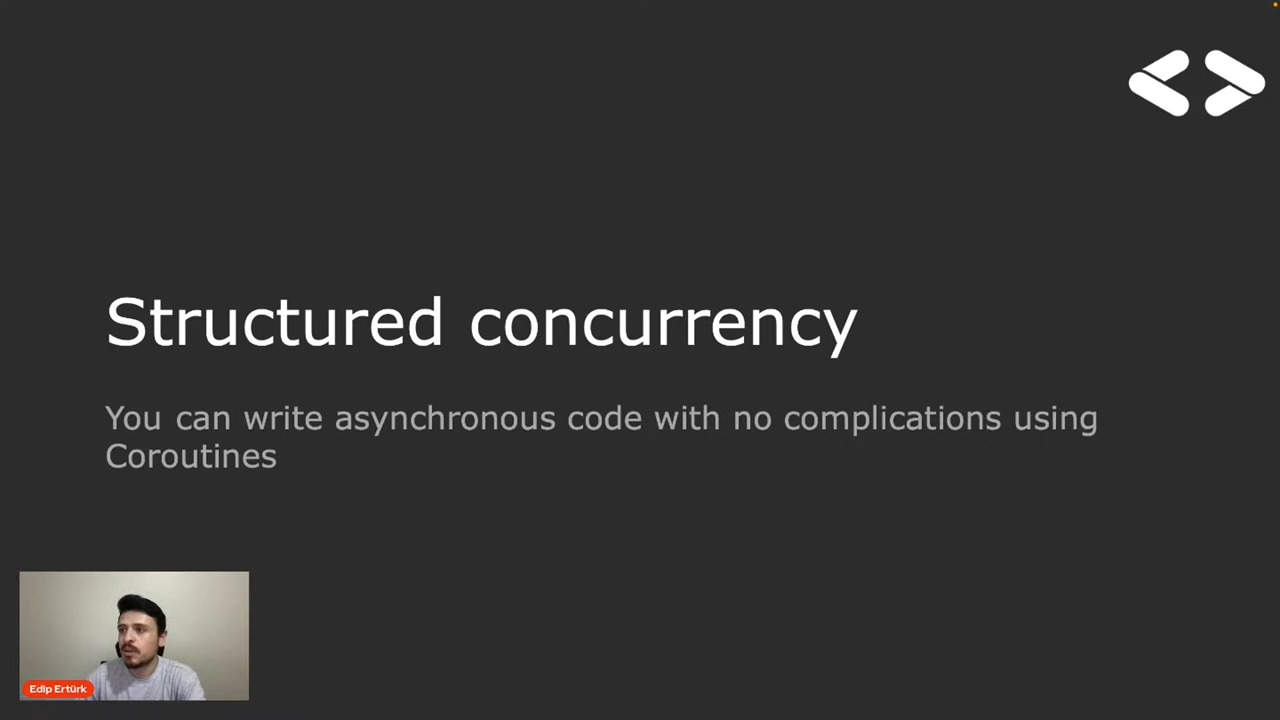 Structured concurrency
You can write asynchronous code with no complications using
Coroutines
Edip Ertürk